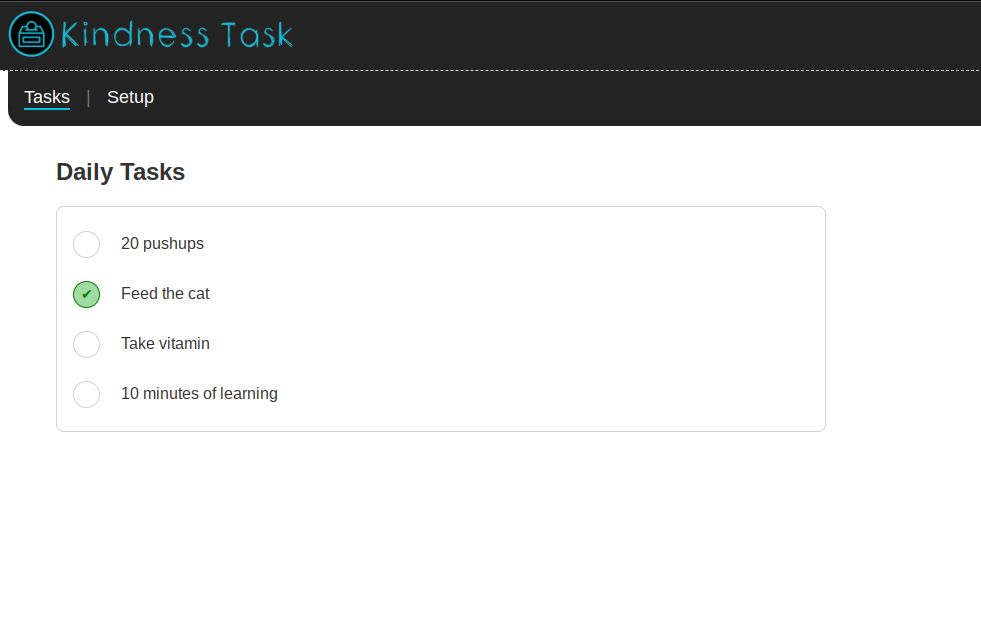 Kindness Task
Tasks | Setup
Daily Tasks
20 pushups
✔ Feed the cat
Take vitamin
10 minutes of learning